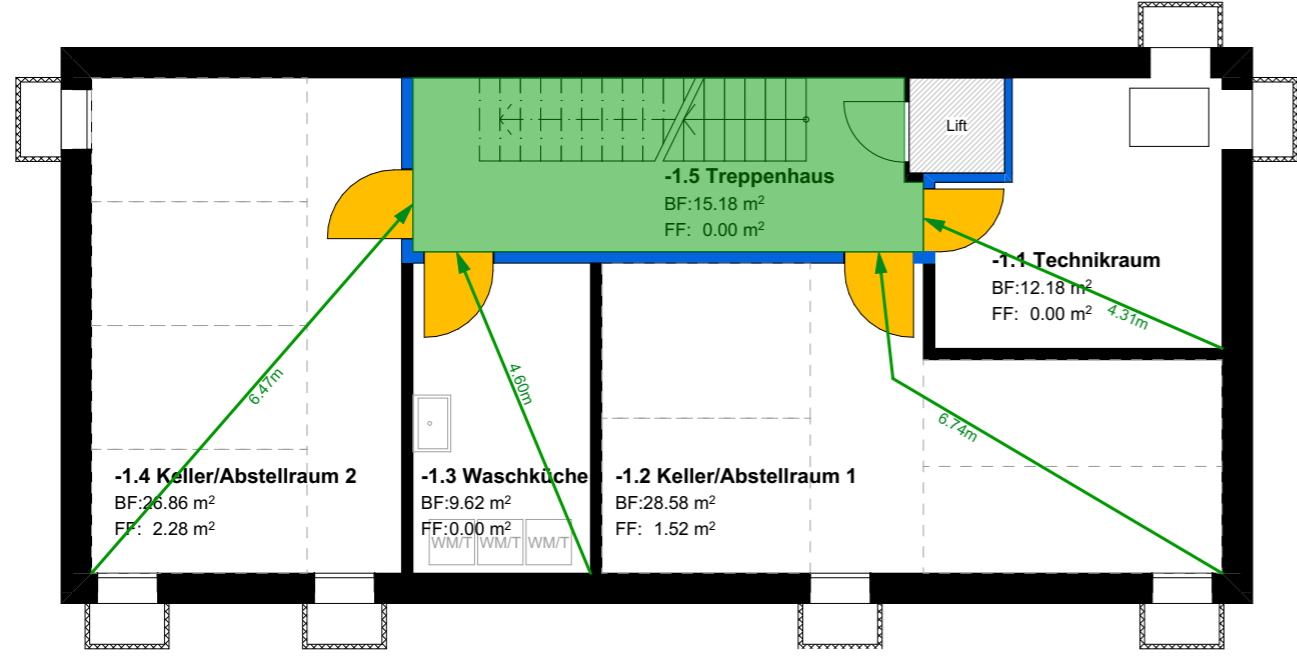 Lift
-1.5 Treppenhaus
BF:15.18 m²
FF: 0.00 m²
-1.1 Technikraum
BF:12.18 m²
FF: 0.00 m²
4.31m
6.47m
4.60m
6.74m
-1.4 Keller/Abstellraum 2
BF:26.86 m²
FF: 2.28 m²
-1.3 Waschküche
BF:9.62 m²
FF:0.00 m²
WM/T WM/T WM/T
-1.2 Keller/Abstellraum 1
BF:28.58 m²
FF: 1.52 m²